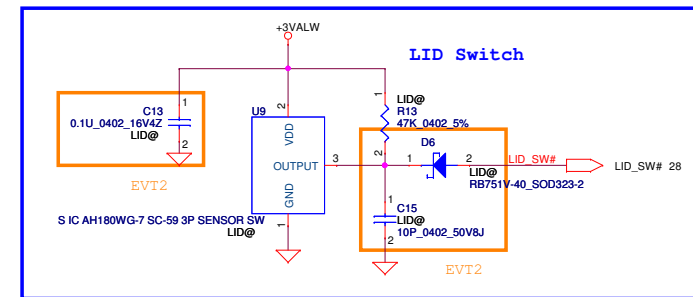 +3VALW
LID Switch
1
C13
0.1U_0402_16V4Z
LID@
2
EVT2
U9
2
VDD
OUTPUT
3
GND
1
S IC AH180WG-7 SC-59 3P SENSOR SW
LID@
1
LID@
R13
47K_0402_5%
2
D6
1
2
LID@
RB751V-40_SOD323-2
LID_SW#
LID_SW# 28
1
C15
LID@
10P_0402_50V8J
2
EVT2